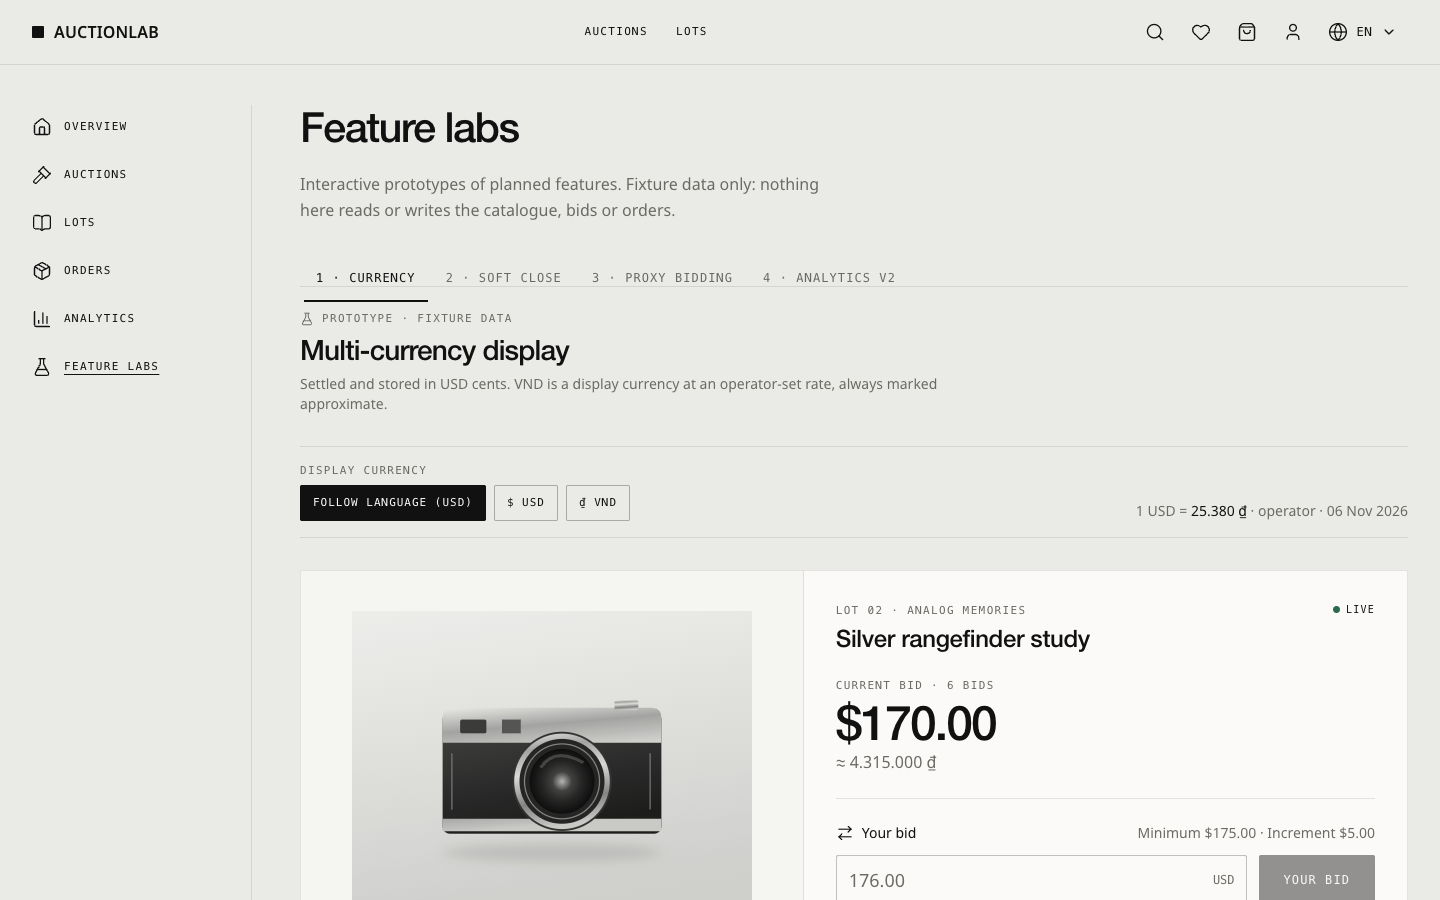 AUCTIONLAB
AUCTIONS
LOTS
EN
OVERVIEW
AUCTIONS
LOTS
ORDERS
ANALYTICS
FEATURE LABS
Feature labs
Interactive prototypes of planned features. Fixture data only: nothing
here reads or writes the catalogue, bids or orders.
1 · CURRENCY
2 · SOFT CLOSE
3 · PROXY BIDDING
4 · ANALYTICS V2
PROTOTYPE · FIXTURE DATA
Multi-currency display
Settled and stored in USD cents. VND is a display currency at an operator-set rate, always marked
approximate.
DISPLAY CURRENCY
FOLLOW LANGUAGE (USD)
$ USD
₫ VND
1 USD = 25.380 ₫ · operator · 06 Nov 2026
LOT 02 · ANALOG MEMORIES
LIVE
Silver rangefinder study
CURRENT BID · 6 BIDS
$170.00
≈ 4.315.000 ₫
Your bid
Minimum $175.00 · Increment $5.00
176.00
USD
YOUR BID